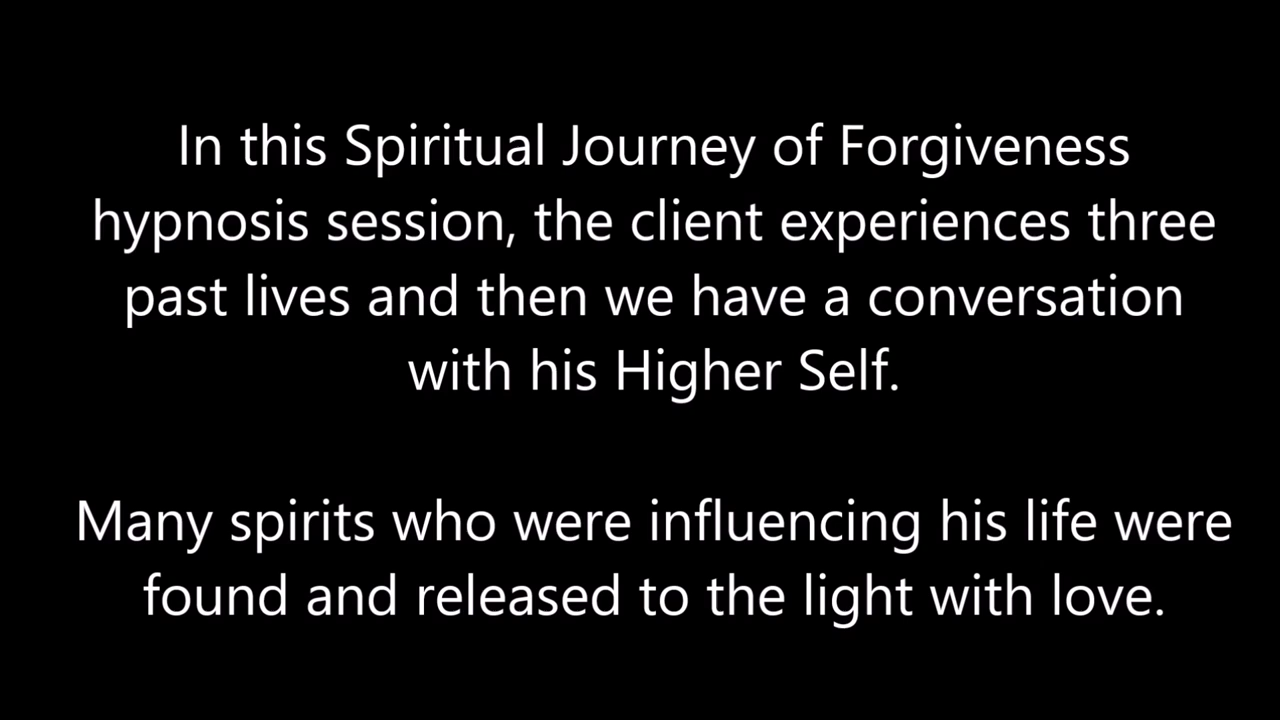 In this Spiritual Journey of Forgiveness
hypnosis session, the client experiences three
past lives and then we have a conversation
with his Higher Self.
Many spirits who were influencing his life were
found and released to the light with love.